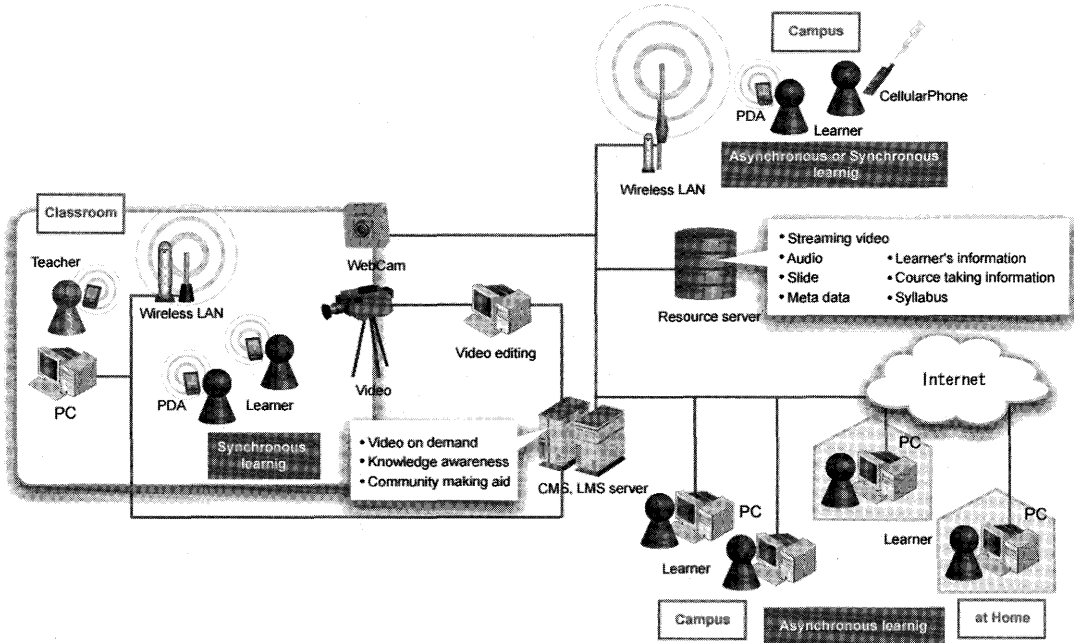 Campus
PDA
CellularPhone
Learner
Asynchronous or Synchronous
learnig
Wireless LAN
Classroom
Teacher
Wireless LAN
WebCam
PC
PDA
Learner
Synchronous
learnig
Video
Video editing
• Streaming video
• Audio
• Slide
• Meta data
• Learner's information
• Cource taking information
• Syllabus
Resource server
• Video on demand
• Knowledge awareness
• Community making aid
CMS, LMS server
Internet
PC
Learner
PC
Learner
PC
Campus
Asynchronous learnig
at Home